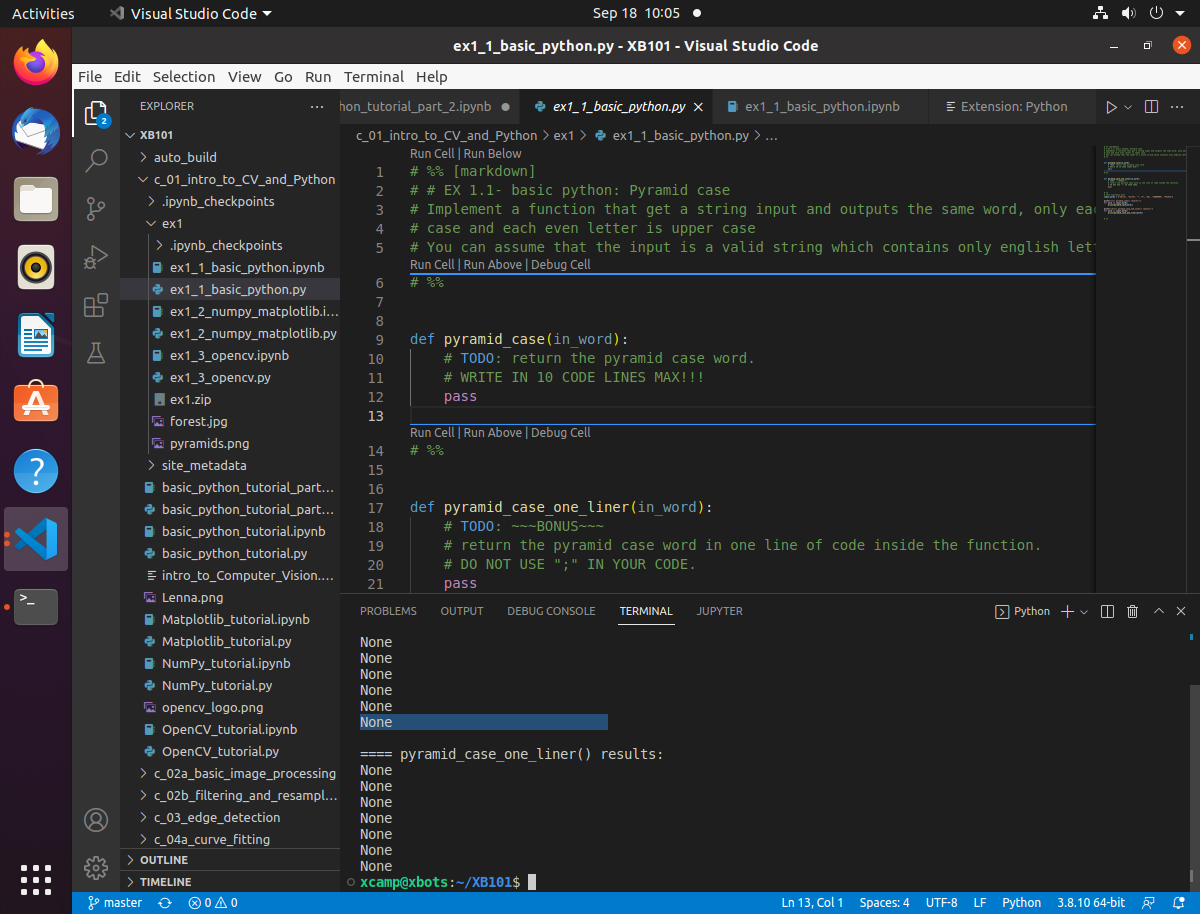 Activities
Visual Studio Code
Sep 18 10:05
ex1_1_basic_python.py - XB101 - Visual Studio Code
File Edit Selection View Go Run Terminal Help
2
EXPLORER
XB101
auto_build
c_01_intro_to_CV_and_Python
.ipynb_checkpoints
ex1
.ipynb_checkpoints
ex1_1_basic_python.ipynb
ex1_1_basic_python.py
ex1_2_numpy_matplotlib.i...
ex1_2_numpy_matplotlib.py
ex1_3_opencv.ipynb
ex1_3_opencv.py
ex1.zip
forest.jpg
pyramids.png
site_metadata
basic_python_tutorial_part...
basic_python_tutorial_part...
basic_python_tutorial.ipynb
basic_python_tutorial.py
intro_to_Computer_Vision....
Lenna.png
Matplotlib_tutorial.ipynb
Matplotlib_tutorial.py
NumPy_tutorial.ipynb
NumPy_tutorial.py
opencv_logo.png
OpenCV_tutorial.ipynb
OpenCV_tutorial.py
c_02a_basic_image_processing
c_02b_filtering_and_resampl...
c_03_edge_detection
c_04a_curve_fitting
OUTLINE
TIMELINE
hon_tutorial_part_2.ipynb
ex1_1_basic_python.py
ex1_1_basic_python.ipynb
Extension: Python
c_01_intro_to_CV_and_Python > ex1 > ex1_1_basic_python.py > ...
Run Cell | Run Below
1 # %% [markdown]
2 # # EX 1.1- basic python: Pyramid case
3 # Implement a function that get a string input and outputs the same word, only eac
4 # case and each even letter is upper case
5 # You can assume that the input is a valid string which contains only english lett
Run Cell | Run Above | Debug Cell
6 # %%
7
8
9 def pyramid_case(in_word):
10 # TODO: return the pyramid case word.
11 # WRITE IN 10 CODE LINES MAX!!!
12 pass
13
Run Cell | Run Above | Debug Cell
14 # %%
15
16
17 def pyramid_case_one_liner(in_word):
18 # TODO: ~~~BONUS~~~
19 # return the pyramid case word in one line of code inside the function.
20 # DO NOT USE ";" IN YOUR CODE.
21 pass
PROBLEMS OUTPUT DEBUG CONSOLE TERMINAL JUPYTER
Python
None
None
None
None
None
None
==== pyramid_case_one_liner() results:
None
None
None
None
None
None
None
xcamp@xbots:~/XB101$
master
0 0
Ln 13, Col 1
Spaces: 4
UTF-8
LF
Python
3.8.10 64-bit